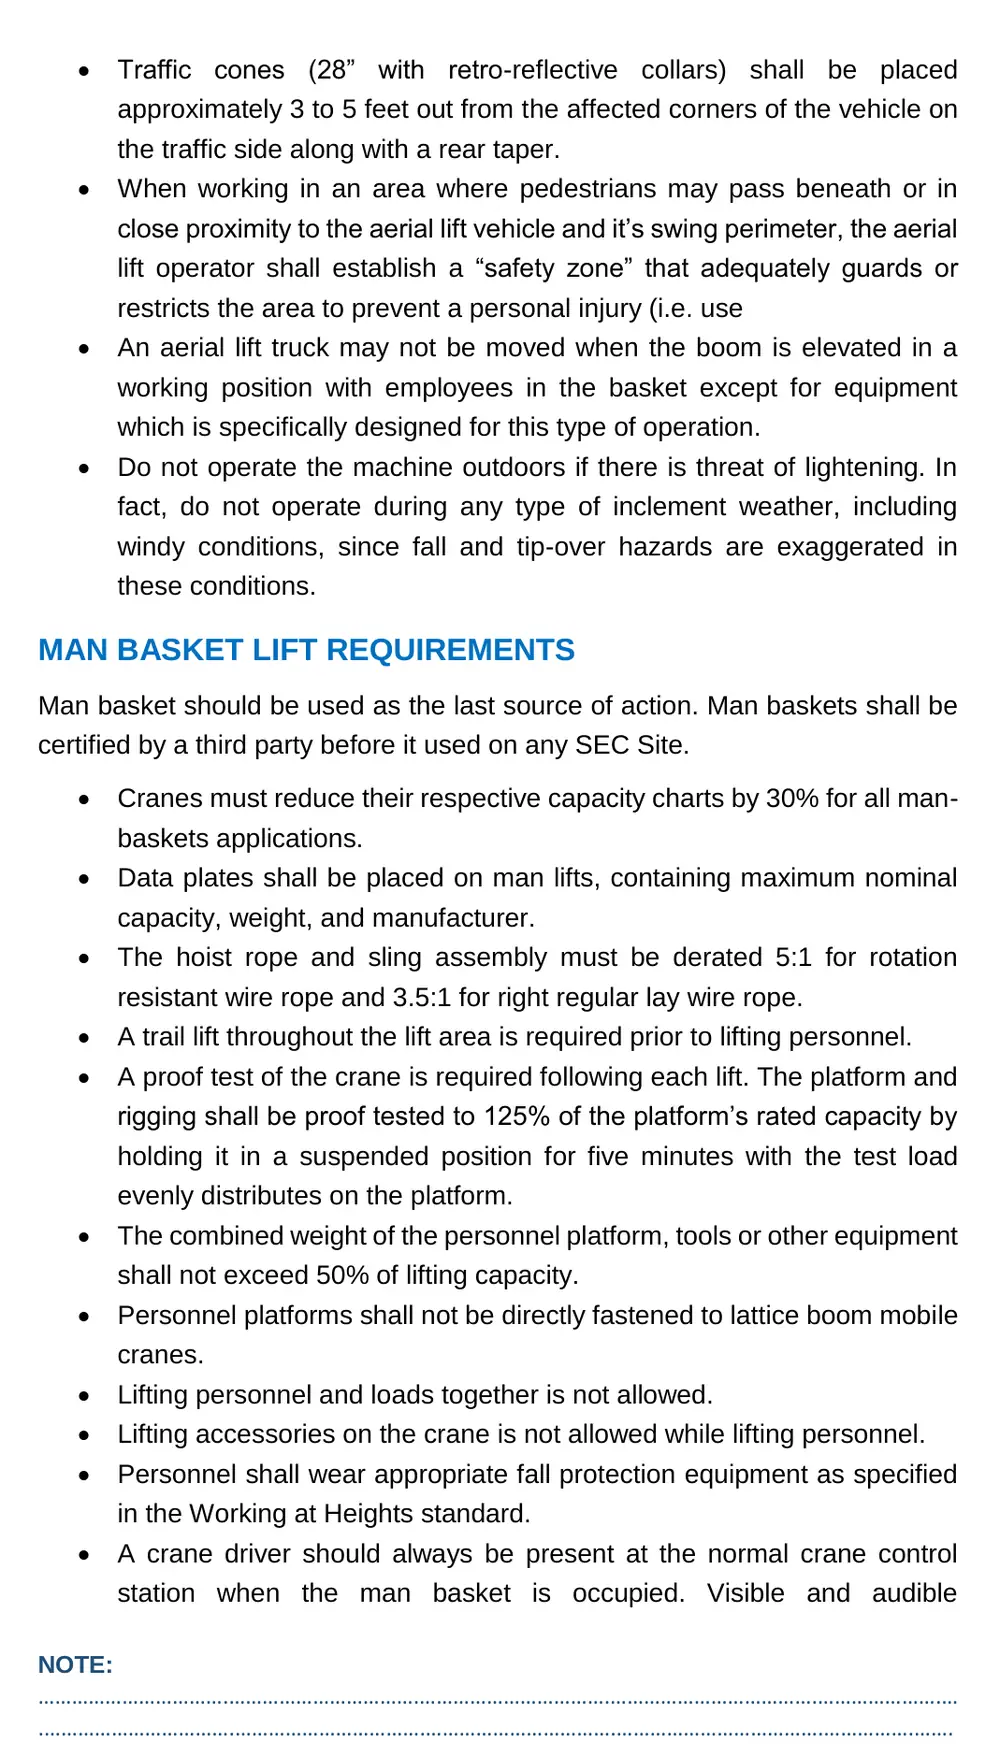 • Traffic cones (28” with retro-reflective collars) shall be placed
approximately 3 to 5 feet out from the affected corners of the vehicle on
the traffic side along with a rear taper.
• When working in an area where pedestrians may pass beneath or in
close proximity to the aerial lift vehicle and it’s swing perimeter, the aerial
lift operator shall establish a “safety zone” that adequately guards or
restricts the area to prevent a personal injury (i.e. use
• An aerial lift truck may not be moved when the boom is elevated in a
working position with employees in the basket except for equipment
which is specifically designed for this type of operation.
• Do not operate the machine outdoors if there is threat of lightening. In
fact, do not operate during any type of inclement weather, including
windy conditions, since fall and tip-over hazards are exaggerated in
these conditions.
MAN BASKET LIFT REQUIREMENTS
Man basket should be used as the last source of action. Man baskets shall be
certified by a third party before it used on any SEC Site.
• Cranes must reduce their respective capacity charts by 30% for all man-
baskets applications.
• Data plates shall be placed on man lifts, containing maximum nominal
capacity, weight, and manufacturer.
• The hoist rope and sling assembly must be derated 5:1 for rotation
resistant wire rope and 3.5:1 for right regular lay wire rope.
• A trail lift throughout the lift area is required prior to lifting personnel.
• A proof test of the crane is required following each lift. The platform and
rigging shall be proof tested to 125% of the platform’s rated capacity by
holding it in a suspended position for five minutes with the test load
evenly distributes on the platform.
• The combined weight of the personnel platform, tools or other equipment
shall not exceed 50% of lifting capacity.
• Personnel platforms shall not be directly fastened to lattice boom mobile
cranes.
• Lifting personnel and loads together is not allowed.
• Lifting accessories on the crane is not allowed while lifting personnel.
• Personnel shall wear appropriate fall protection equipment as specified
in the Working at Heights standard.
• A crane driver should always be present at the normal crane control
station when the man basket is occupied. Visible and audible
NOTE: